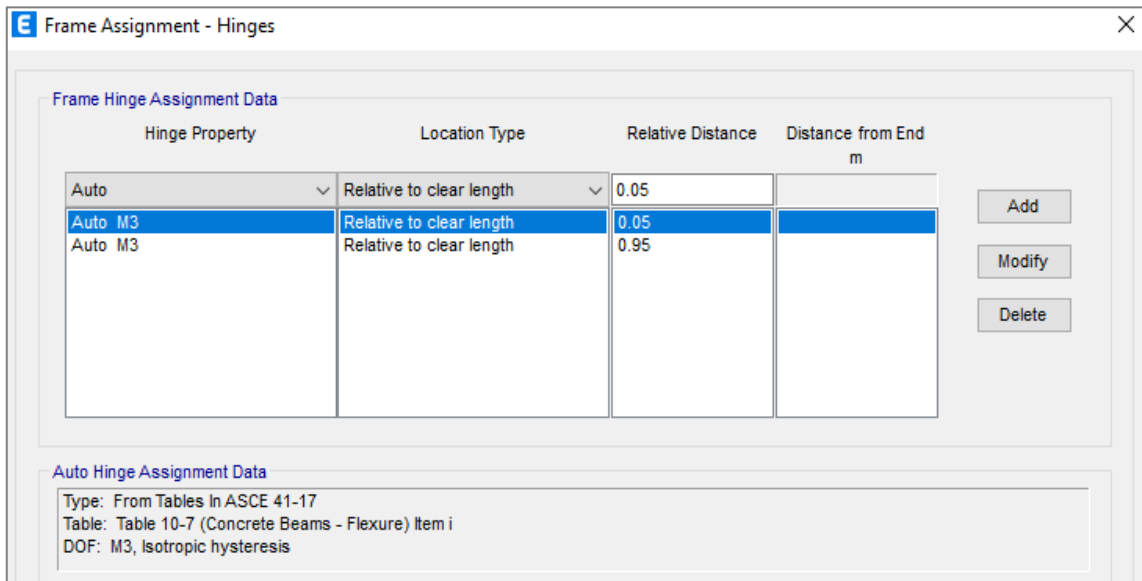 E Frame Assignment - Hinges
Frame Hinge Assignment Data
Hinge Property Location Type Relative Distance Distance from End
m
Auto Relative to clear length 0.05
Add
Auto M3 Relative to clear length 0.05
Auto M3 Relative to clear length 0.95
Modify
Delete
Auto Hinge Assignment Data
Type: From Tables In ASCE 41-17
Table: Table 10-7 (Concrete Beams - Flexure) Item i
DOF: M3, Isotropic hysteresis